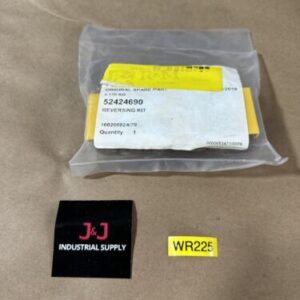 ORIGINAL SPARE PART
52424690
REVERSING KIT
Quantity: 1
J&J
INDUSTRIAL SUPPLY
WR225